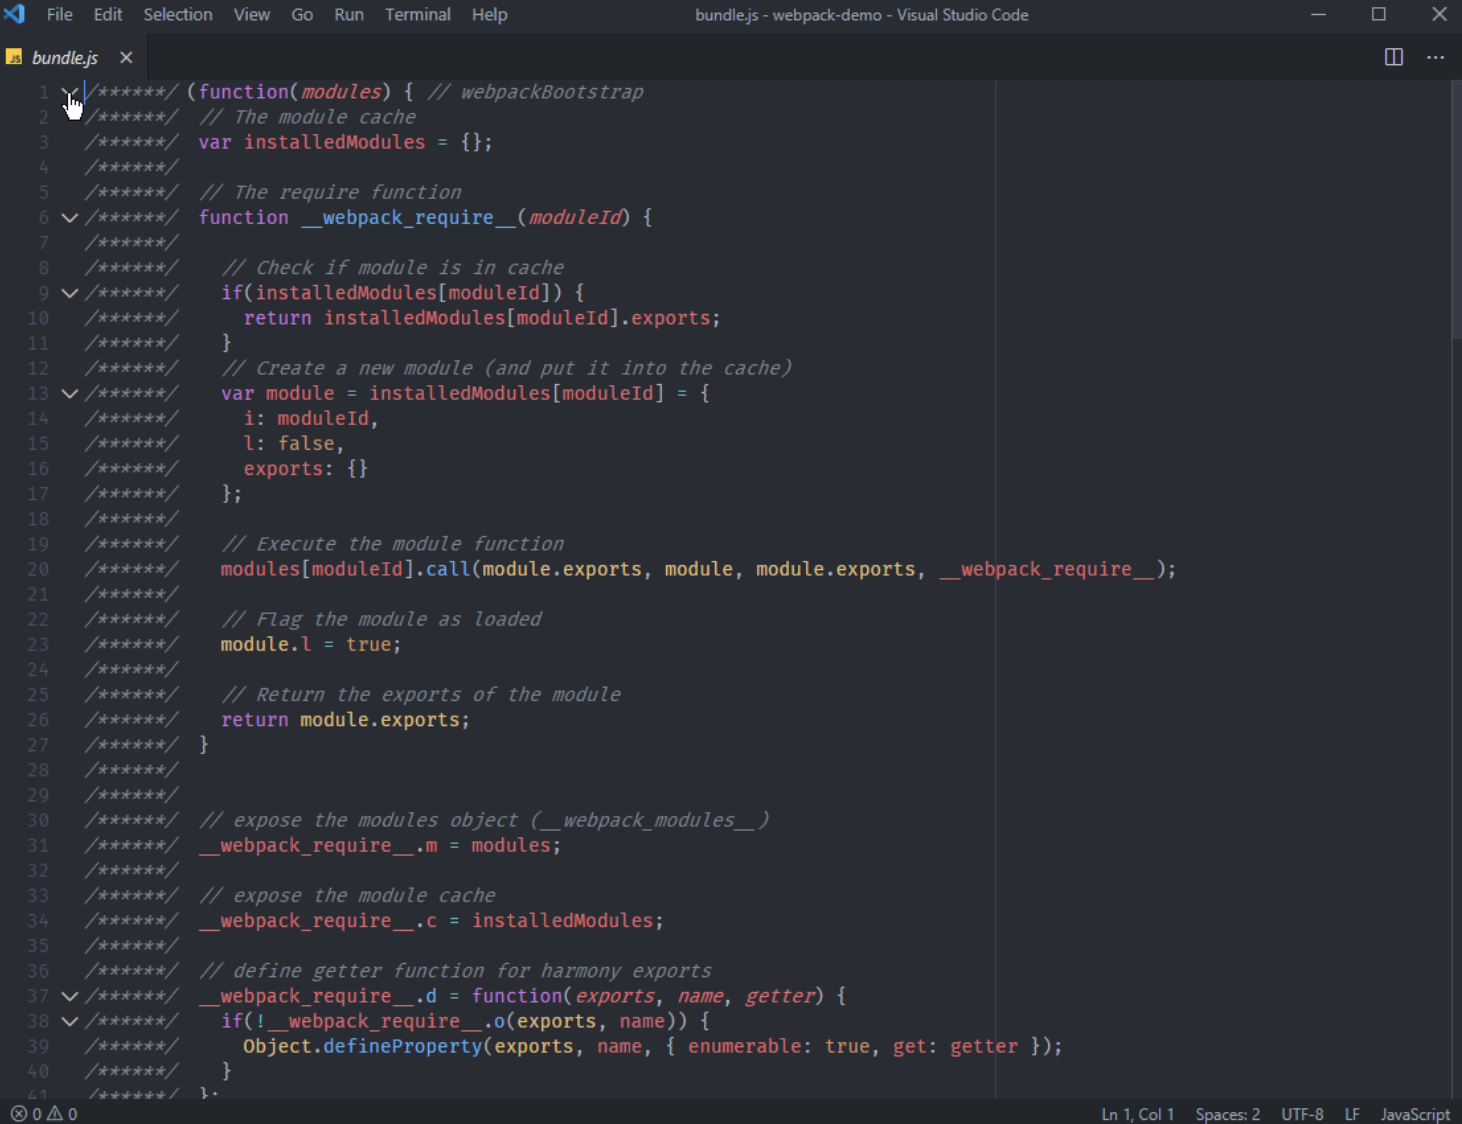 File Edit Selection View Go Run Terminal Help bundle.js - webpack-demo - Visual Studio Code
JS bundle.js
1 /******/ (function(modules) { // webpackBootstrap
2 /******/ 	// The module cache
3 /******/ 	var installedModules = {};
4 /******/
5 /******/ 	// The require function
6 /******/ 	function __webpack_require__(moduleId) {
7 /******/
8 /******/ 		// Check if module is in cache
9 /******/ 		if(installedModules[moduleId]) {
10 /******/ 			return installedModules[moduleId].exports;
11 /******/ 		}
12 /******/ 		// Create a new module (and put it into the cache)
13 /******/ 		var module = installedModules[moduleId] = {
14 /******/ 			i: moduleId,
15 /******/ 			l: false,
16 /******/ 			exports: {}
17 /******/ 		};
18 /******/
19 /******/ 		// Execute the module function
20 /******/ 		modules[moduleId].call(module.exports, module, module.exports, __webpack_require__);
21 /******/
22 /******/ 		// Flag the module as loaded
23 /******/ 		module.l = true;
24 /******/
25 /******/ 		// Return the exports of the module
26 /******/ 		return module.exports;
27 /******/ 	}
28 /******/
29 /******/
30 /******/ 	// expose the modules object (__webpack_modules__)
31 /******/ 	__webpack_require__.m = modules;
32 /******/
33 /******/ 	// expose the module cache
34 /******/ 	__webpack_require__.c = installedModules;
35 /******/
36 /******/ 	// define getter function for harmony exports
37 /******/ 	__webpack_require__.d = function(exports, name, getter) {
38 /******/ 		if(!__webpack_require__.o(exports, name)) {
39 /******/ 			Object.defineProperty(exports, name, { enumerable: true, get: getter });
40 /******/ 		}
41 /******/ 	};
0 0 Ln 1, Col 1 Spaces: 2 UTF-8 LF JavaScript